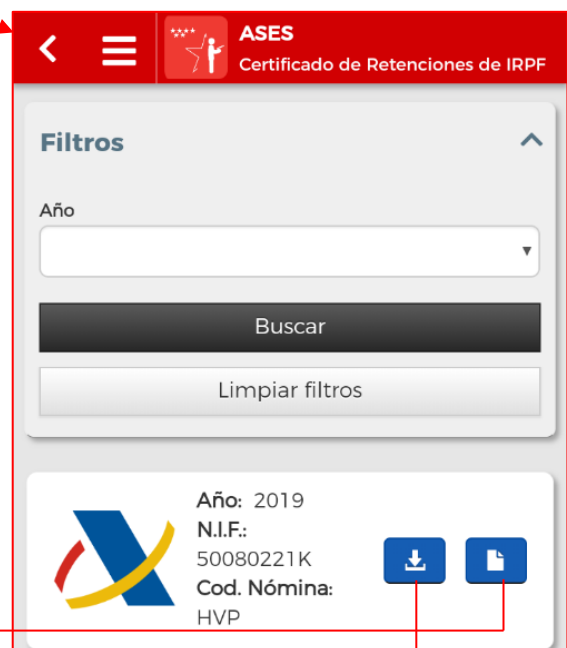 ASES
Certificado de Retenciones de IRPF
Filtros
Año
Buscar
Limpiar filtros
Año: 2019
N.I.F.:
50080221K
Cod. Nómina:
HVP